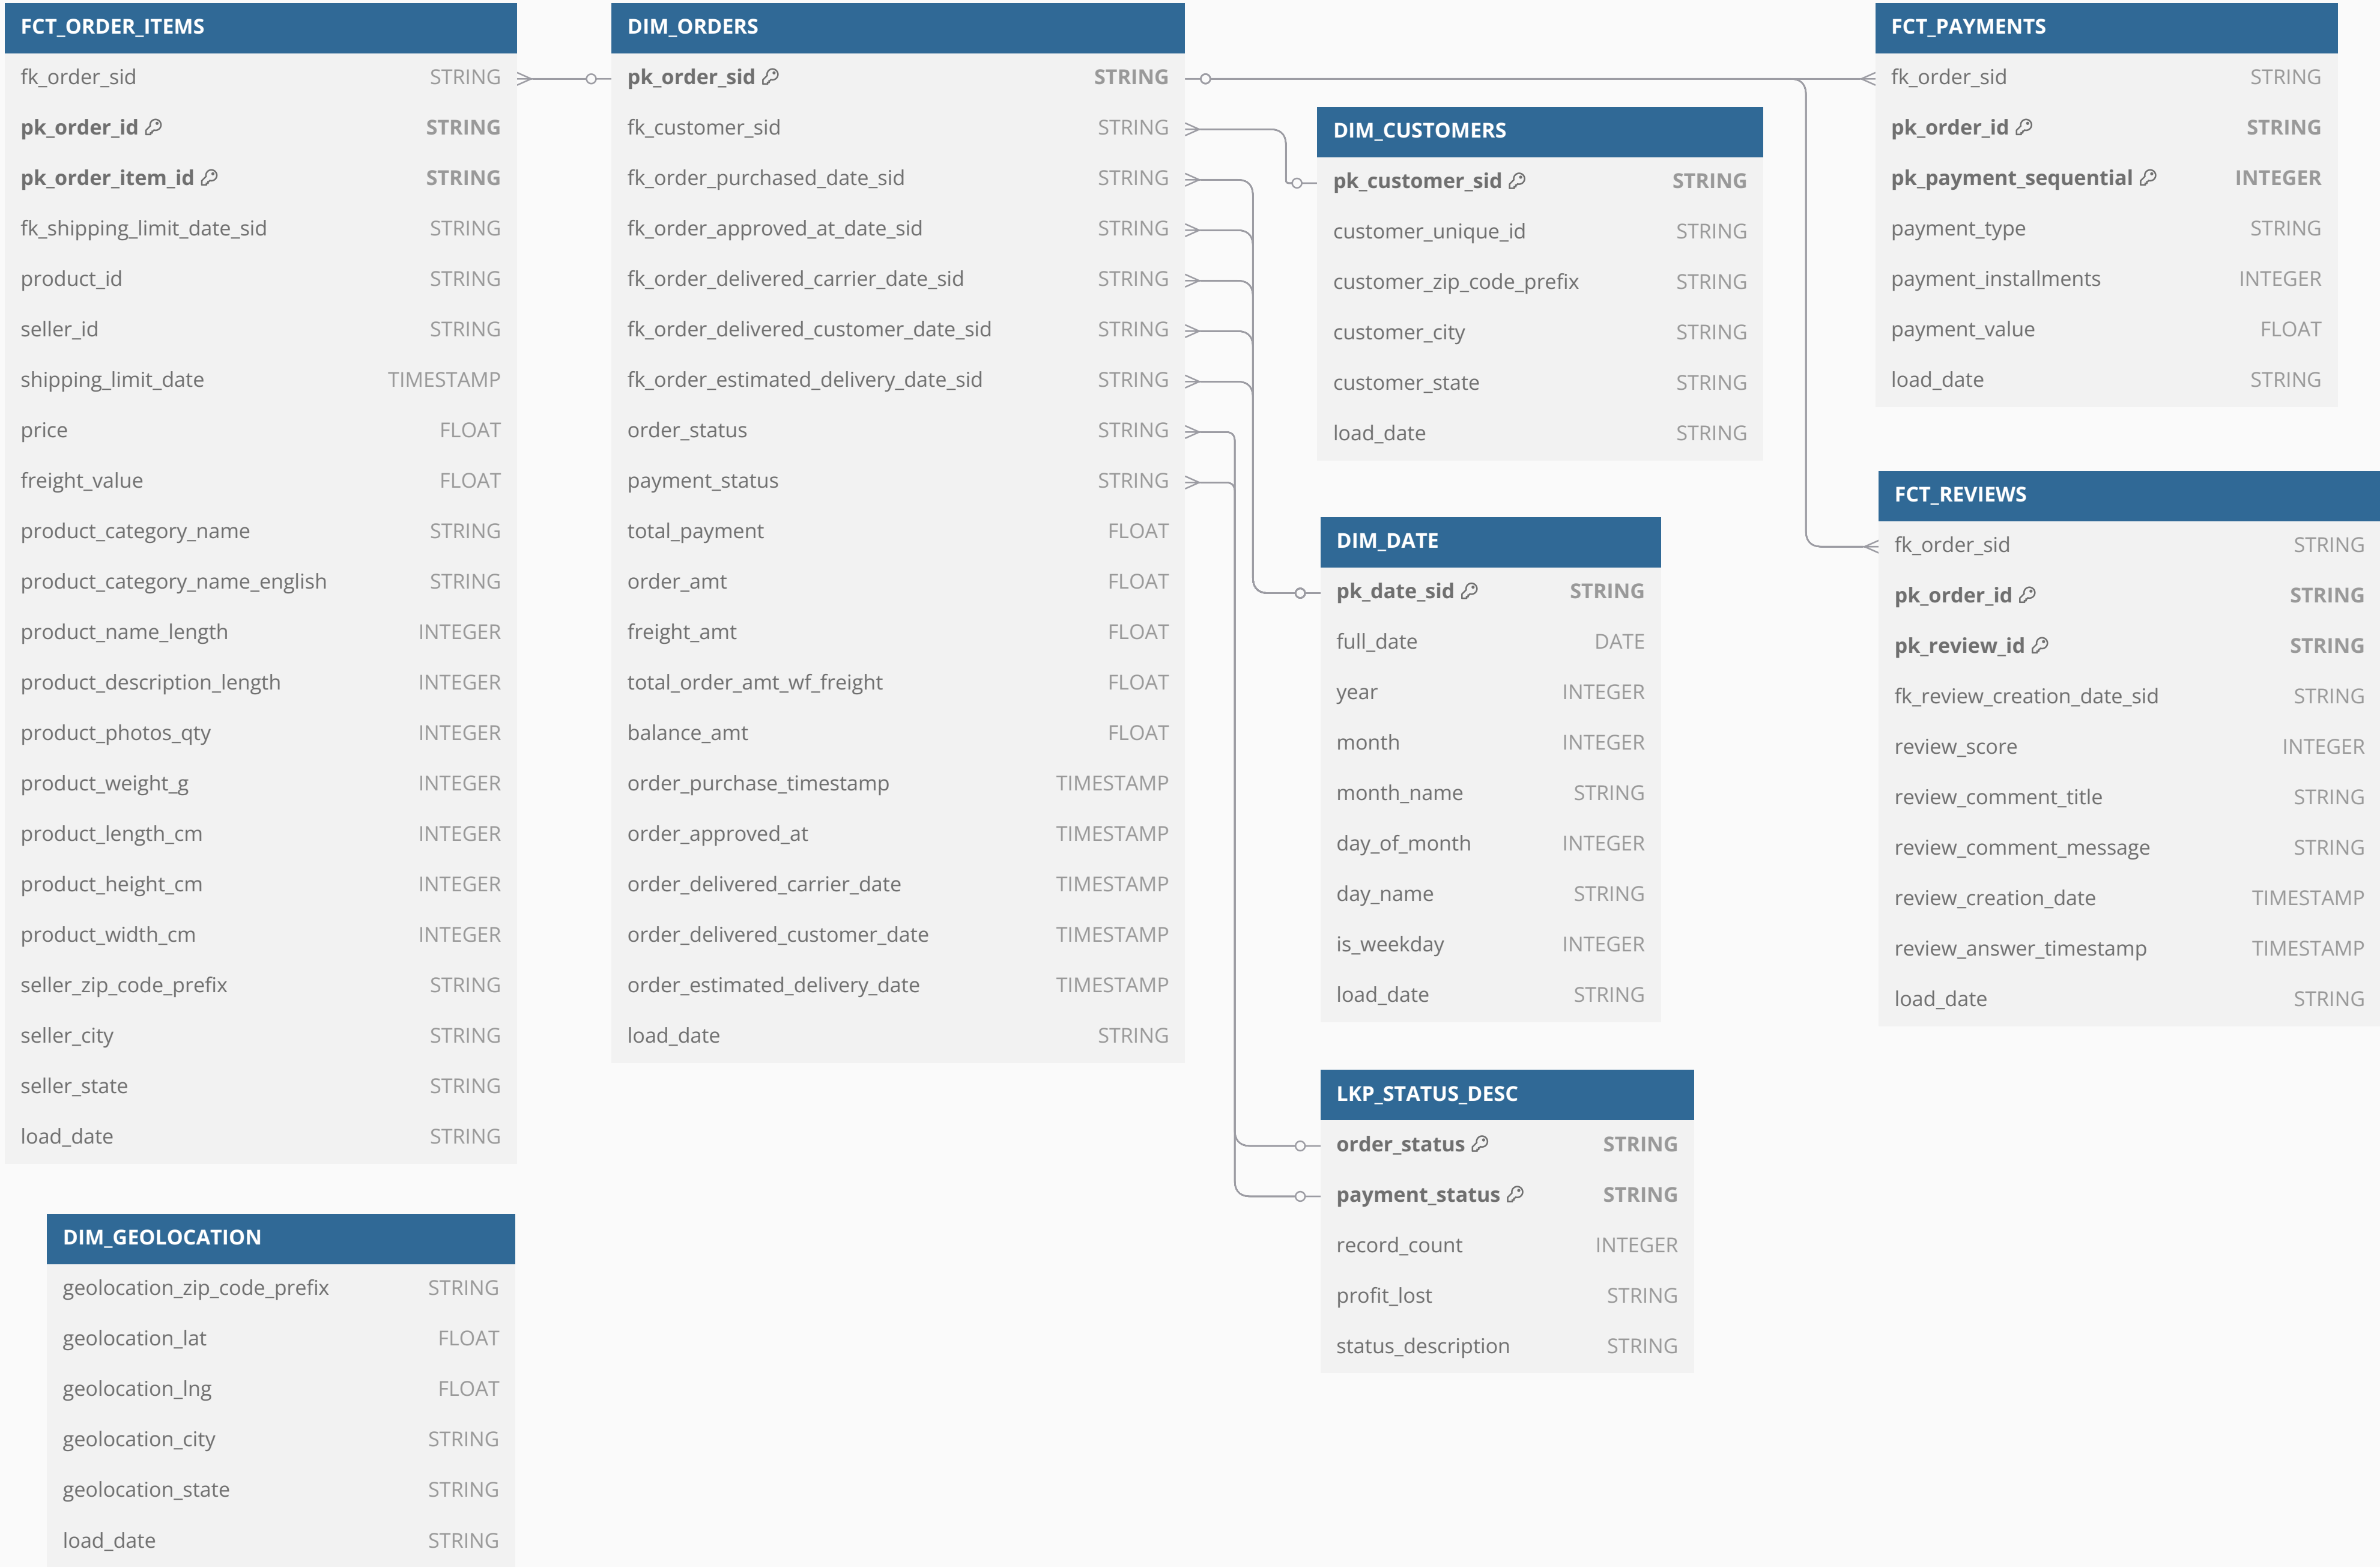 FCT_ORDER_ITEMS
fk_order_sid STRING
pk_order_id STRING
pk_order_item_id STRING
fk_shipping_limit_date_sid STRING
product_id STRING
seller_id STRING
shipping_limit_date TIMESTAMP
price FLOAT
freight_value FLOAT
product_category_name STRING
product_category_name_english STRING
product_name_length INTEGER
product_description_length INTEGER
product_photos_qty INTEGER
product_weight_g INTEGER
product_length_cm INTEGER
product_height_cm INTEGER
product_width_cm INTEGER
seller_zip_code_prefix STRING
seller_city STRING
seller_state STRING
load_date STRING
DIM_GEOLOCATION
geolocation_zip_code_prefix STRING
geolocation_lat FLOAT
geolocation_lng FLOAT
geolocation_city STRING
geolocation_state STRING
load_date STRING
DIM_ORDERS
pk_order_sid STRING
fk_customer_sid STRING
fk_order_purchased_date_sid STRING
fk_order_approved_at_date_sid STRING
fk_order_delivered_carrier_date_sid STRING
fk_order_delivered_customer_date_sid STRING
fk_order_estimated_delivery_date_sid STRING
order_status STRING
payment_status STRING
total_payment FLOAT
order_amt FLOAT
freight_amt FLOAT
total_order_amt_wf_freight FLOAT
balance_amt FLOAT
order_purchase_timestamp TIMESTAMP
order_approved_at TIMESTAMP
order_delivered_carrier_date TIMESTAMP
order_delivered_customer_date TIMESTAMP
order_estimated_delivery_date TIMESTAMP
load_date STRING
DIM_CUSTOMERS
pk_customer_sid STRING
customer_unique_id STRING
customer_zip_code_prefix STRING
customer_city STRING
customer_state STRING
load_date STRING
DIM_DATE
pk_date_sid STRING
full_date DATE
year INTEGER
month INTEGER
month_name STRING
day_of_month INTEGER
day_name STRING
is_weekday INTEGER
load_date STRING
LKP_STATUS_DESC
order_status STRING
payment_status STRING
record_count INTEGER
profit_lost STRING
status_description STRING
FCT_PAYMENTS
fk_order_sid STRING
pk_order_id STRING
pk_payment_sequential INTEGER
payment_type STRING
payment_installments INTEGER
payment_value FLOAT
load_date STRING
FCT_REVIEWS
fk_order_sid STRING
pk_order_id STRING
pk_review_id STRING
fk_review_creation_date_sid STRING
review_score INTEGER
review_comment_title STRING
review_comment_message STRING
review_creation_date TIMESTAMP
review_answer_timestamp TIMESTAMP
load_date STRING